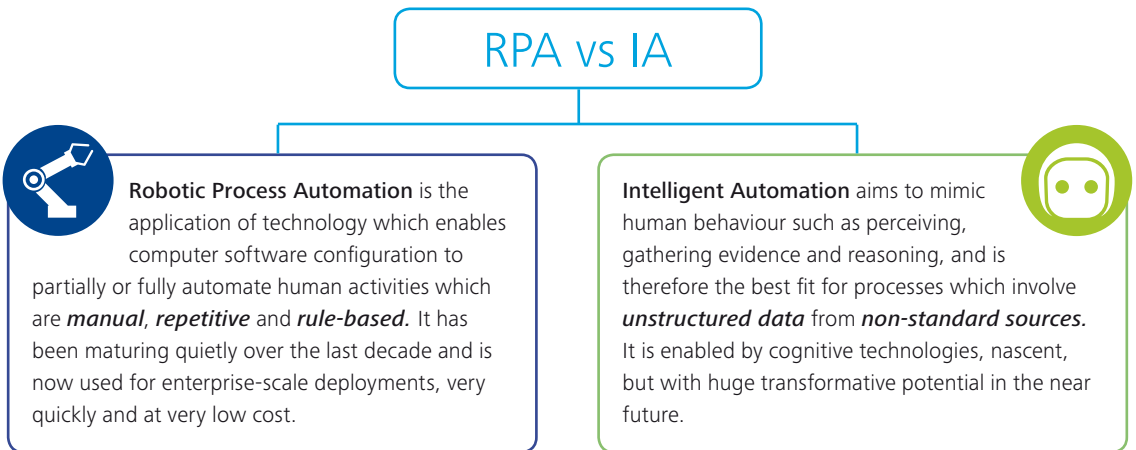 RPA vs IA
Robotic Process Automation is the
application of technology which enables
computer software configuration to
partially or fully automate human activities which
are manual, repetitive and rule-based. It has
been maturing quietly over the last decade and is
now used for enterprise-scale deployments, very
quickly and at very low cost.
Intelligent Automation aims to mimic
human behaviour such as perceiving,
gathering evidence and reasoning, and is
therefore the best fit for processes which involve
unstructured data from non-standard sources.
It is enabled by cognitive technologies, nascent,
but with huge transformative potential in the near
future.